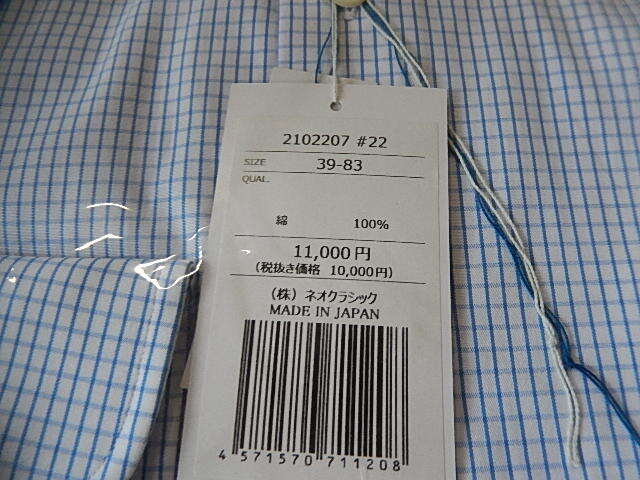 2102207 #22
SIZE 39-83
QUAL.
綿 100%
11,000円
(税抜き価格 10,000円)
(株) ネオクラシック
MADE IN JAPAN
4 571570 711208